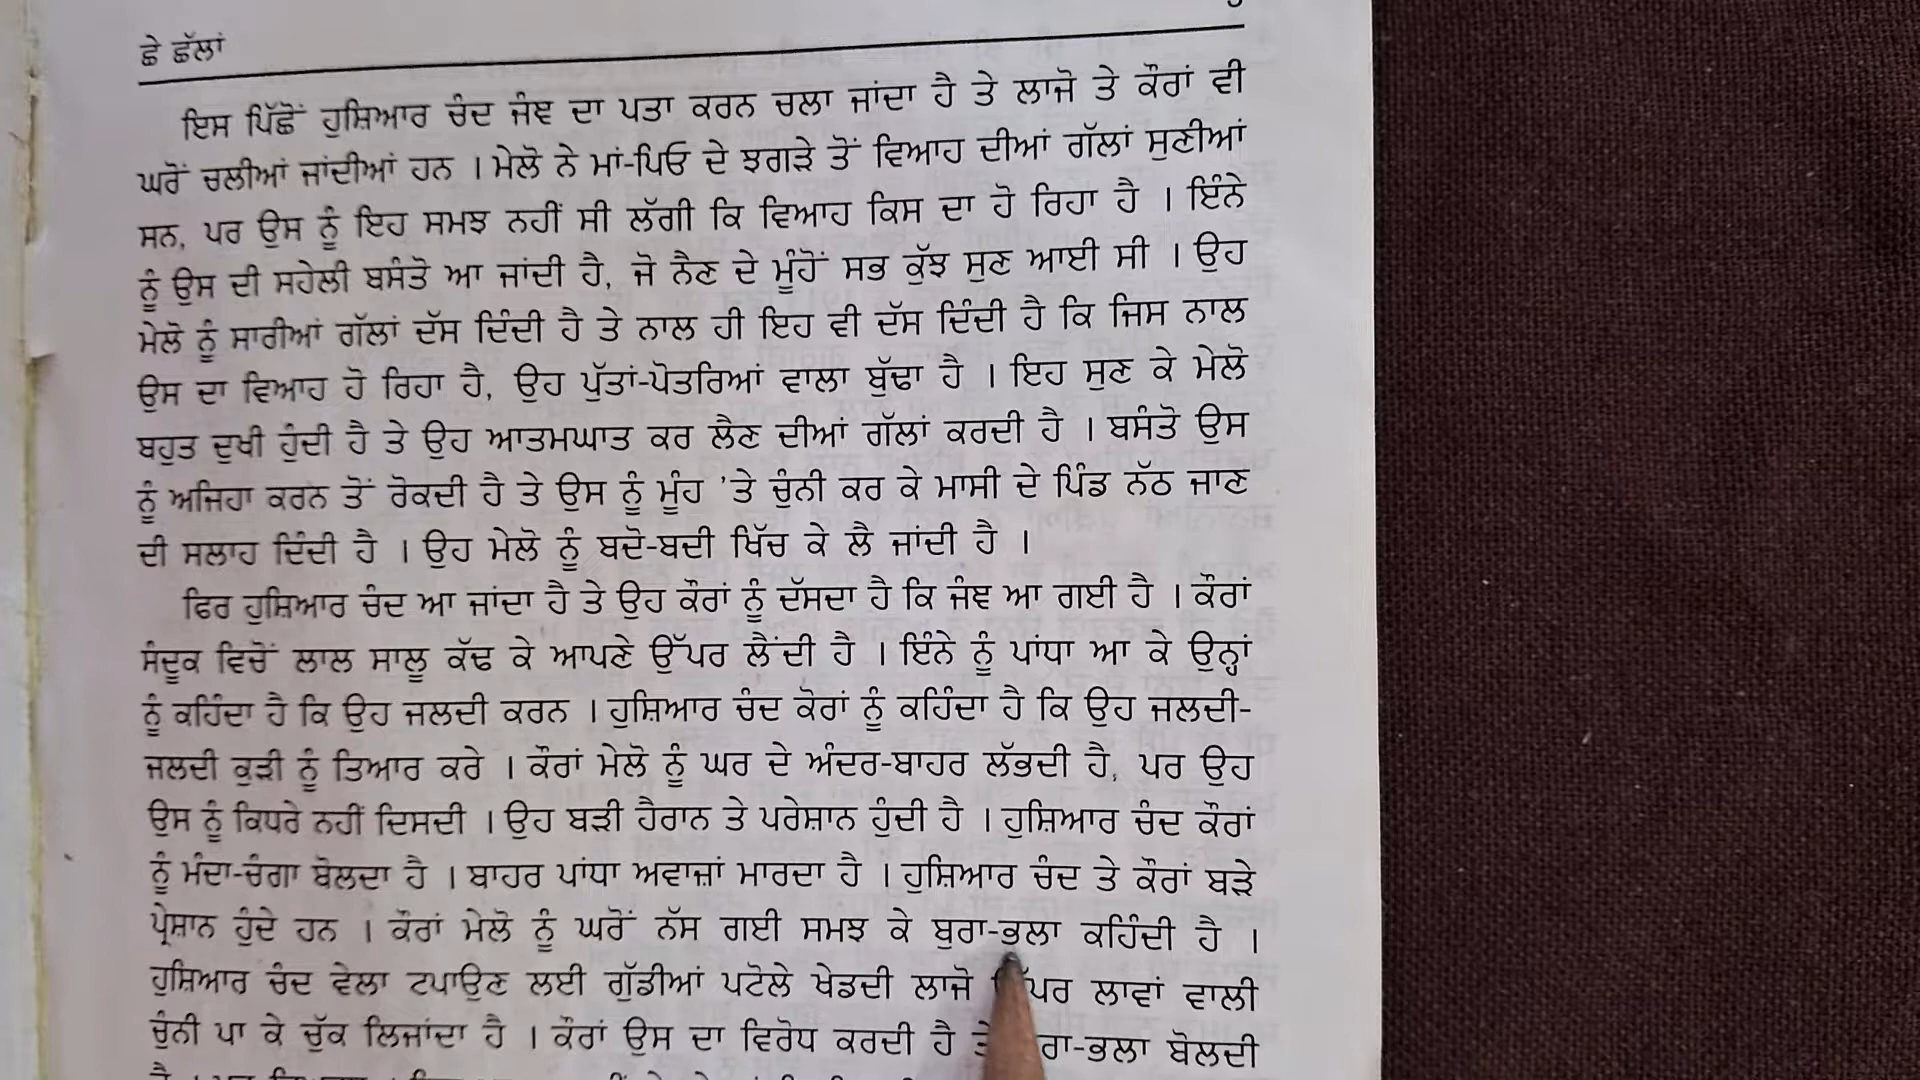 ਛੇ ਛੱਲਾਂ
ਇਸ ਪਿੱਛੋਂ ਹੁਸ਼ਿਆਰ ਚੰਦ ਜੰਞ ਦਾ ਪਤਾ ਕਰਨ ਚਲਾ ਜਾਂਦਾ ਹੈ ਤੇ ਲਾਜੋ ਤੇ ਕੌਰਾਂ ਵੀ
ਘਰੋਂ ਚਲੀਆਂ ਜਾਂਦੀਆਂ ਹਨ । ਮੇਲੋ ਨੇ ਮਾਂ-ਪਿਓ ਦੇ ਝਗੜੇ ਤੋਂ ਵਿਆਹ ਦੀਆਂ ਗੱਲਾਂ ਸੁਣੀਆਂ
ਸਨ, ਪਰ ਉਸ ਨੂੰ ਇਹ ਸਮਝ ਨਹੀਂ ਸੀ ਲੱਗੀ ਕਿ ਵਿਆਹ ਕਿਸ ਦਾ ਹੋ ਰਿਹਾ ਹੈ । ਇੰਨੇ
ਨੂੰ ਉਸ ਦੀ ਸਹੇਲੀ ਬਸੰਤੋ ਆ ਜਾਂਦੀ ਹੈ, ਜੋ ਨੈਣ ਦੇ ਮੂੰਹੋਂ ਸਭ ਕੁੱਝ ਸੁਣ ਆਈ ਸੀ । ਉਹ
ਮੇਲੋ ਨੂੰ ਸਾਰੀਆਂ ਗੱਲਾਂ ਦੱਸ ਦਿੰਦੀ ਹੈ ਤੇ ਨਾਲ ਹੀ ਇਹ ਵੀ ਦੱਸ ਦਿੰਦੀ ਹੈ ਕਿ ਜਿਸ ਨਾਲ
ਉਸ ਦਾ ਵਿਆਹ ਹੋ ਰਿਹਾ ਹੈ, ਉਹ ਪੁੱਤਾਂ-ਪੋਤਰਿਆਂ ਵਾਲਾ ਬੁੱਢਾ ਹੈ । ਇਹ ਸੁਣ ਕੇ ਮੇਲੋ
ਬਹੁਤ ਦੁਖੀ ਹੁੰਦੀ ਹੈ ਤੇ ਉਹ ਆਤਮਘਾਤ ਕਰ ਲੈਣ ਦੀਆਂ ਗੱਲਾਂ ਕਰਦੀ ਹੈ । ਬਸੰਤੋ ਉਸ
ਨੂੰ ਅਜਿਹਾ ਕਰਨ ਤੋਂ ਰੋਕਦੀ ਹੈ ਤੇ ਉਸ ਨੂੰ ਮੂੰਹ 'ਤੇ ਚੁੰਨੀ ਕਰ ਕੇ ਮਾਸੀ ਦੇ ਪਿੰਡ ਨੱਠ ਜਾਣ
ਦੀ ਸਲਾਹ ਦਿੰਦੀ ਹੈ । ਉਹ ਮੇਲੋ ਨੂੰ ਬਦੋ-ਬਦੀ ਖਿੱਚ ਕੇ ਲੈ ਜਾਂਦੀ ਹੈ ।
ਫਿਰ ਹੁਸ਼ਿਆਰ ਚੰਦ ਆ ਜਾਂਦਾ ਹੈ ਤੇ ਉਹ ਕੌਰਾਂ ਨੂੰ ਦੱਸਦਾ ਹੈ ਕਿ ਜੰਞ ਆ ਗਈ ਹੈ । ਕੌਰਾਂ
ਸੰਦੂਕ ਵਿਚੋਂ ਲਾਲ ਸਾਲੂ ਕੱਢ ਕੇ ਆਪਣੇ ਉੱਪਰ ਲੈਂਦੀ ਹੈ । ਇੰਨੇ ਨੂੰ ਪਾਂਧਾ ਆ ਕੇ ਉਨ੍ਹਾਂ
ਨੂੰ ਕਹਿੰਦਾ ਹੈ ਕਿ ਉਹ ਜਲਦੀ ਕਰਨ । ਹੁਸ਼ਿਆਰ ਚੰਦ ਕੋਰਾਂ ਨੂੰ ਕਹਿੰਦਾ ਹੈ ਕਿ ਉਹ ਜਲਦੀ-
ਜਲਦੀ ਕੁੜੀ ਨੂੰ ਤਿਆਰ ਕਰੇ । ਕੌਰਾਂ ਮੇਲੋ ਨੂੰ ਘਰ ਦੇ ਅੰਦਰ-ਬਾਹਰ ਲੱਭਦੀ ਹੈ, ਪਰ ਉਹ
ਉਸ ਨੂੰ ਕਿਧਰੇ ਨਹੀਂ ਦਿਸਦੀ । ਉਹ ਬੜੀ ਹੈਰਾਨ ਤੇ ਪਰੇਸ਼ਾਨ ਹੁੰਦੀ ਹੈ । ਹੁਸ਼ਿਆਰ ਚੰਦ ਕੌਰਾਂ
ਨੂੰ ਮੰਦਾ-ਚੰਗਾ ਬੋਲਦਾ ਹੈ । ਬਾਹਰ ਪਾਂਧਾ ਅਵਾਜ਼ਾਂ ਮਾਰਦਾ ਹੈ । ਹੁਸ਼ਿਆਰ ਚੰਦ ਤੇ ਕੌਰਾਂ ਬੜੇ
ਪ੍ਰੇਸ਼ਾਨ ਹੁੰਦੇ ਹਨ । ਕੌਰਾਂ ਮੇਲੋ ਨੂੰ ਘਰੋਂ ਨੱਸ ਗਈ ਸਮਝ ਕੇ ਬੁਰਾ-ਭਲਾ ਕਹਿੰਦੀ ਹੈ ।
ਹੁਸ਼ਿਆਰ ਚੰਦ ਵੇਲਾ ਟਪਾਉਣ ਲਈ ਗੁੱਡੀਆਂ ਪਟੋਲੇ ਖੇਡਦੀ ਲਾਜੋ ਲਾਵਾਂ ਵਾਲੀ
ਚੁੰਨੀ ਪਾ ਕੇ ਚੁੱਕ ਲਿਜਾਂਦਾ ਹੈ । ਕੌਰਾਂ ਉਸ ਦਾ ਵਿਰੋਧ ਕਰਦੀ ਹੈ ਬੋਲਦੀ